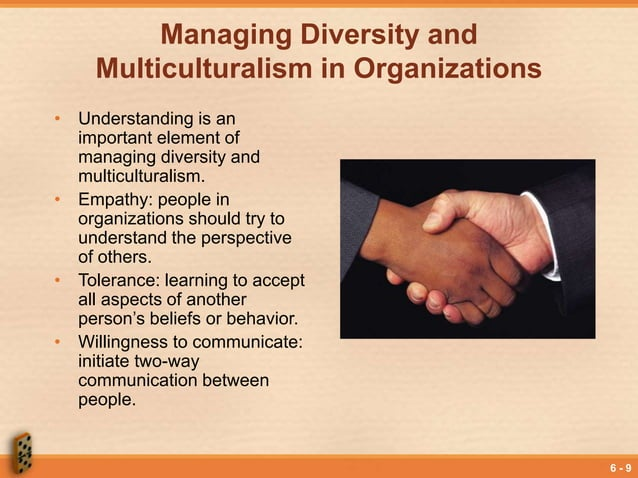 Managing Diversity and
Multiculturalism in Organizations
• Understanding is an
important element of
managing diversity and
multiculturalism.
• Empathy: people in
organizations should try to
understand the perspective
of others.
• Tolerance: learning to accept
all aspects of another
person’s beliefs or behavior.
• Willingness to communicate:
initiate two-way
communication between
people.
6 - 9